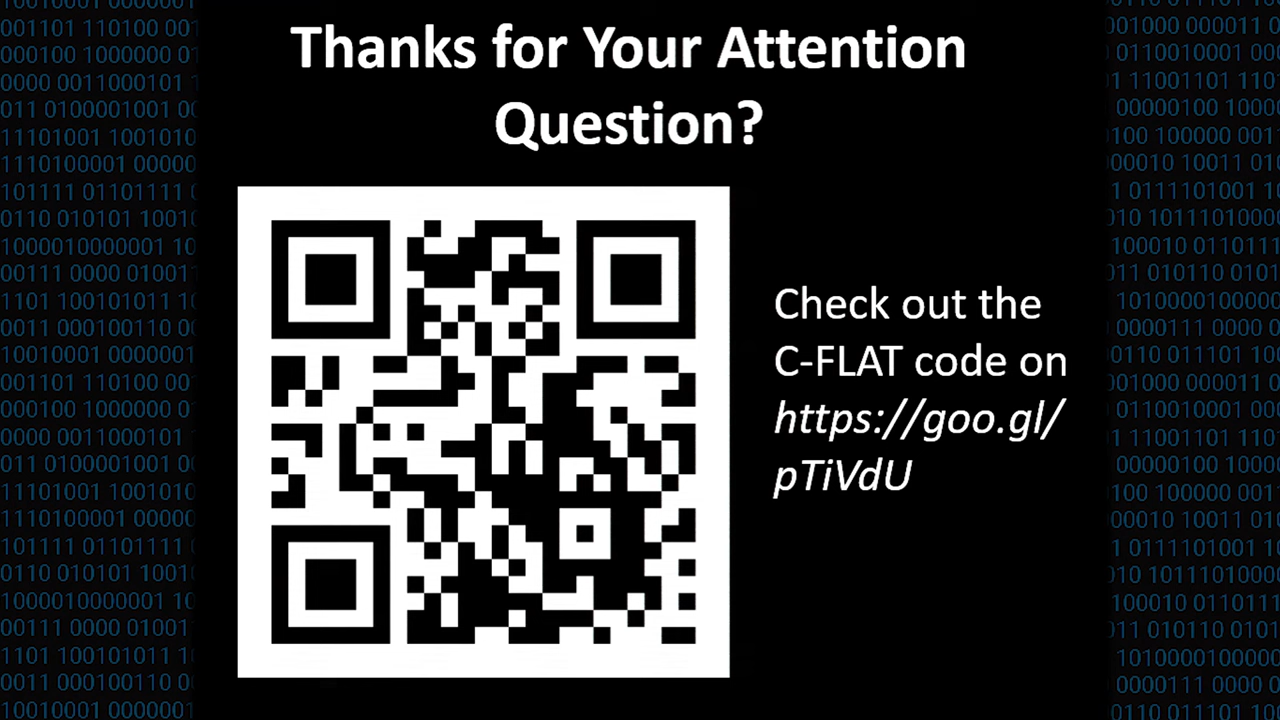 Thanks for Your Attention
Question?
Check out the
C-FLAT code on
https://goo.gl/
pTiVdU